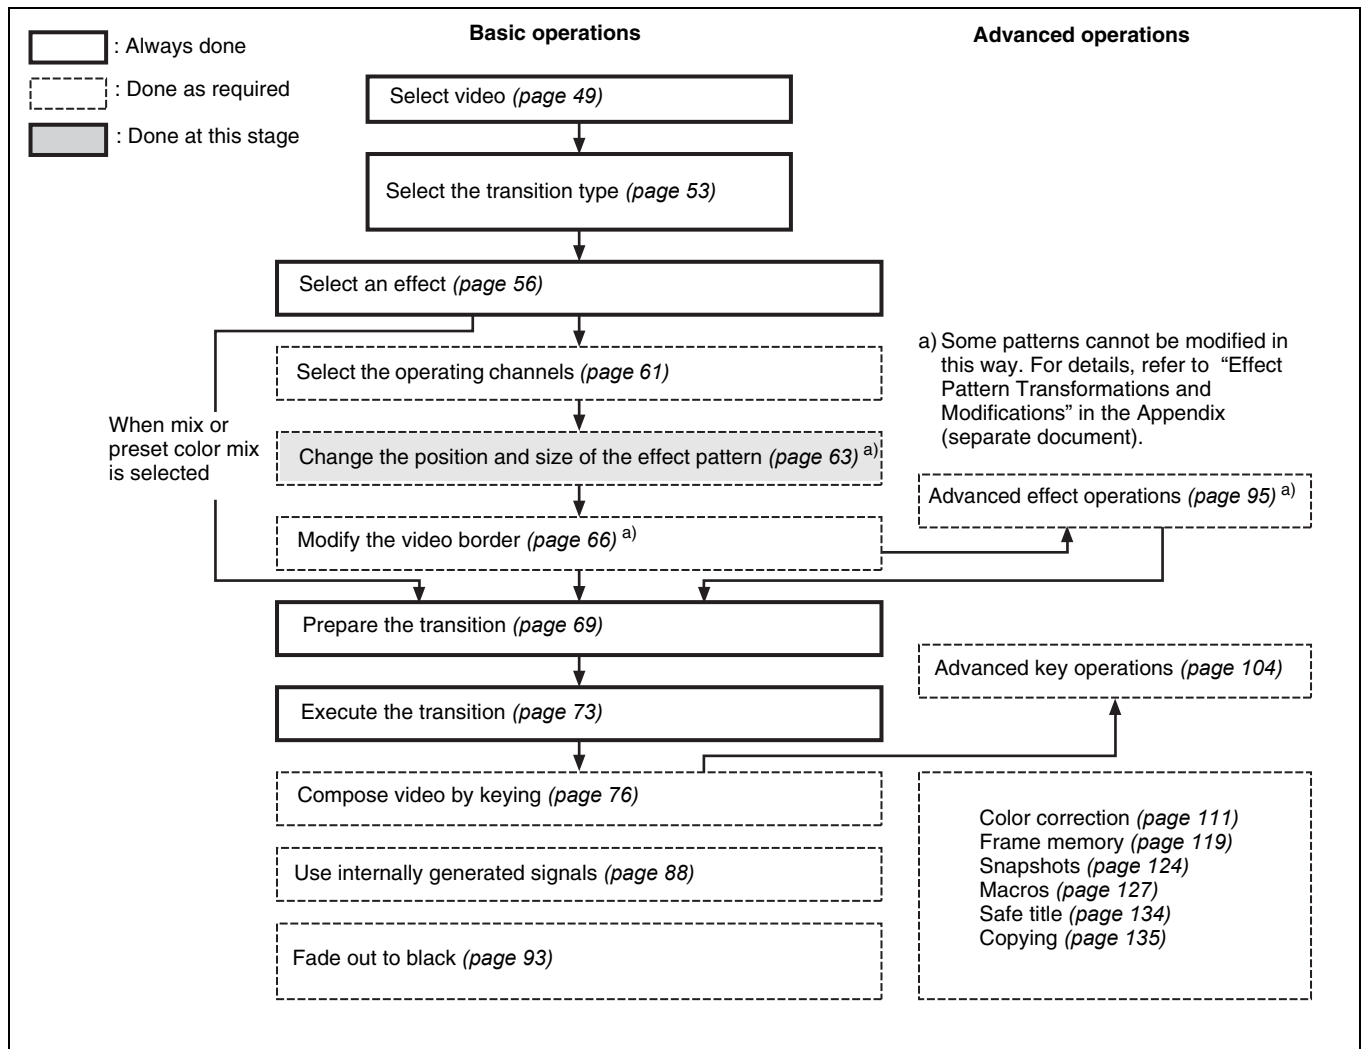 Basic operations
Advanced operations
: Always done
: Done as required
: Done at this stage
Select video (page 49)
Select the transition type (page 53)
Select an effect (page 56)
Select the operating channels (page 61)
When mix or
preset color mix
is selected
Change the position and size of the effect pattern (page 63) a)
Modify the video border (page 66) a)
a) Some patterns cannot be modified in
this way. For details, refer to “Effect
Pattern Transformations and
Modifications” in the Appendix
(separate document).
Advanced effect operations (page 95) a)
Prepare the transition (page 69)
Execute the transition (page 73)
Advanced key operations (page 104)
Compose video by keying (page 76)
Use internally generated signals (page 88)
Fade out to black (page 93)
Color correction (page 111)
Frame memory (page 119)
Snapshots (page 124)
Macros (page 127)
Safe title (page 134)
Copying (page 135)